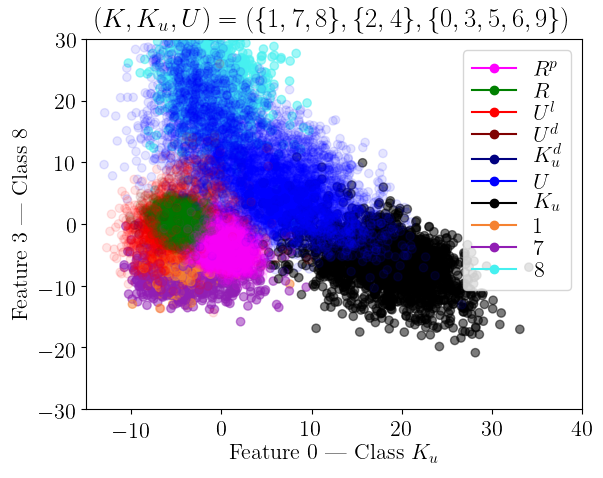 (K, K_u, U) = ({1, 7, 8}, {2, 4}, {0, 3, 5, 6, 9})
30
20
10
0
−10
−20
−30
Feature 3 — Class 8
R^p
R
U^l
U^d
K_u^d
U
K_u
1
7
8
−10
0
10
20
30
40
Feature 0 — Class K_u